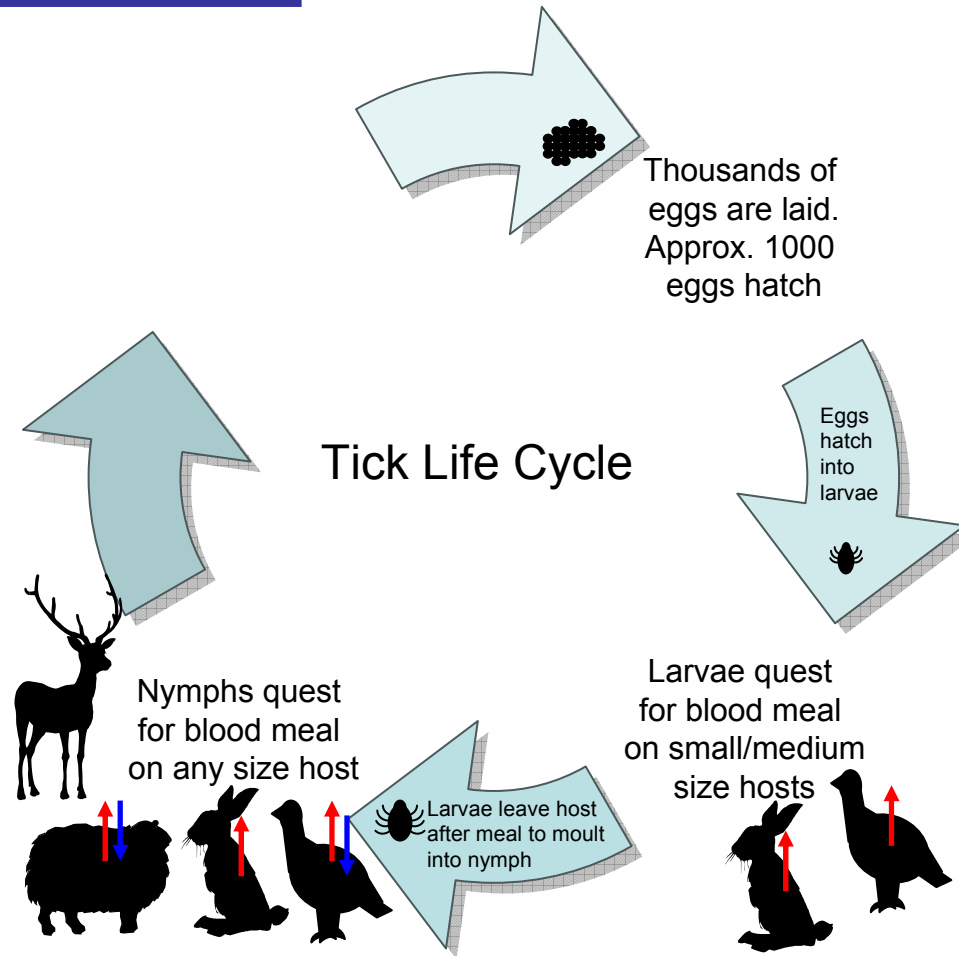 Thousands of
eggs are laid.
Approx. 1000
eggs hatch
Eggs
hatch
into
larvae
Tick Life Cycle
Larvae quest
for blood meal
on small/medium
size hosts
Larvae leave host
after meal to moult
into nymph
Nymphs quest
for blood meal
on any size host